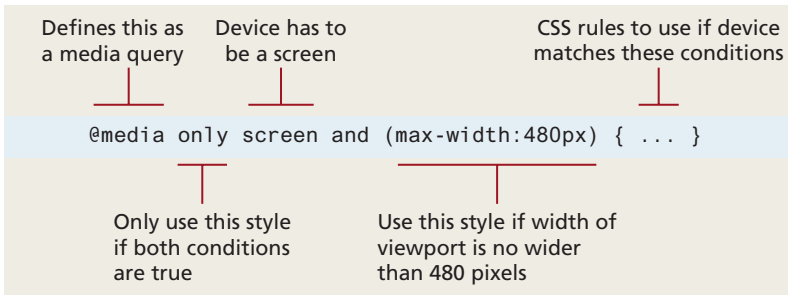 Defines this as
a media query
Device has to
be a screen
CSS rules to use if device
matches these conditions
@media only screen and (max-width:480px) { ... }
Only use this style
if both conditions
are true
Use this style if width of
viewport is no wider
than 480 pixels